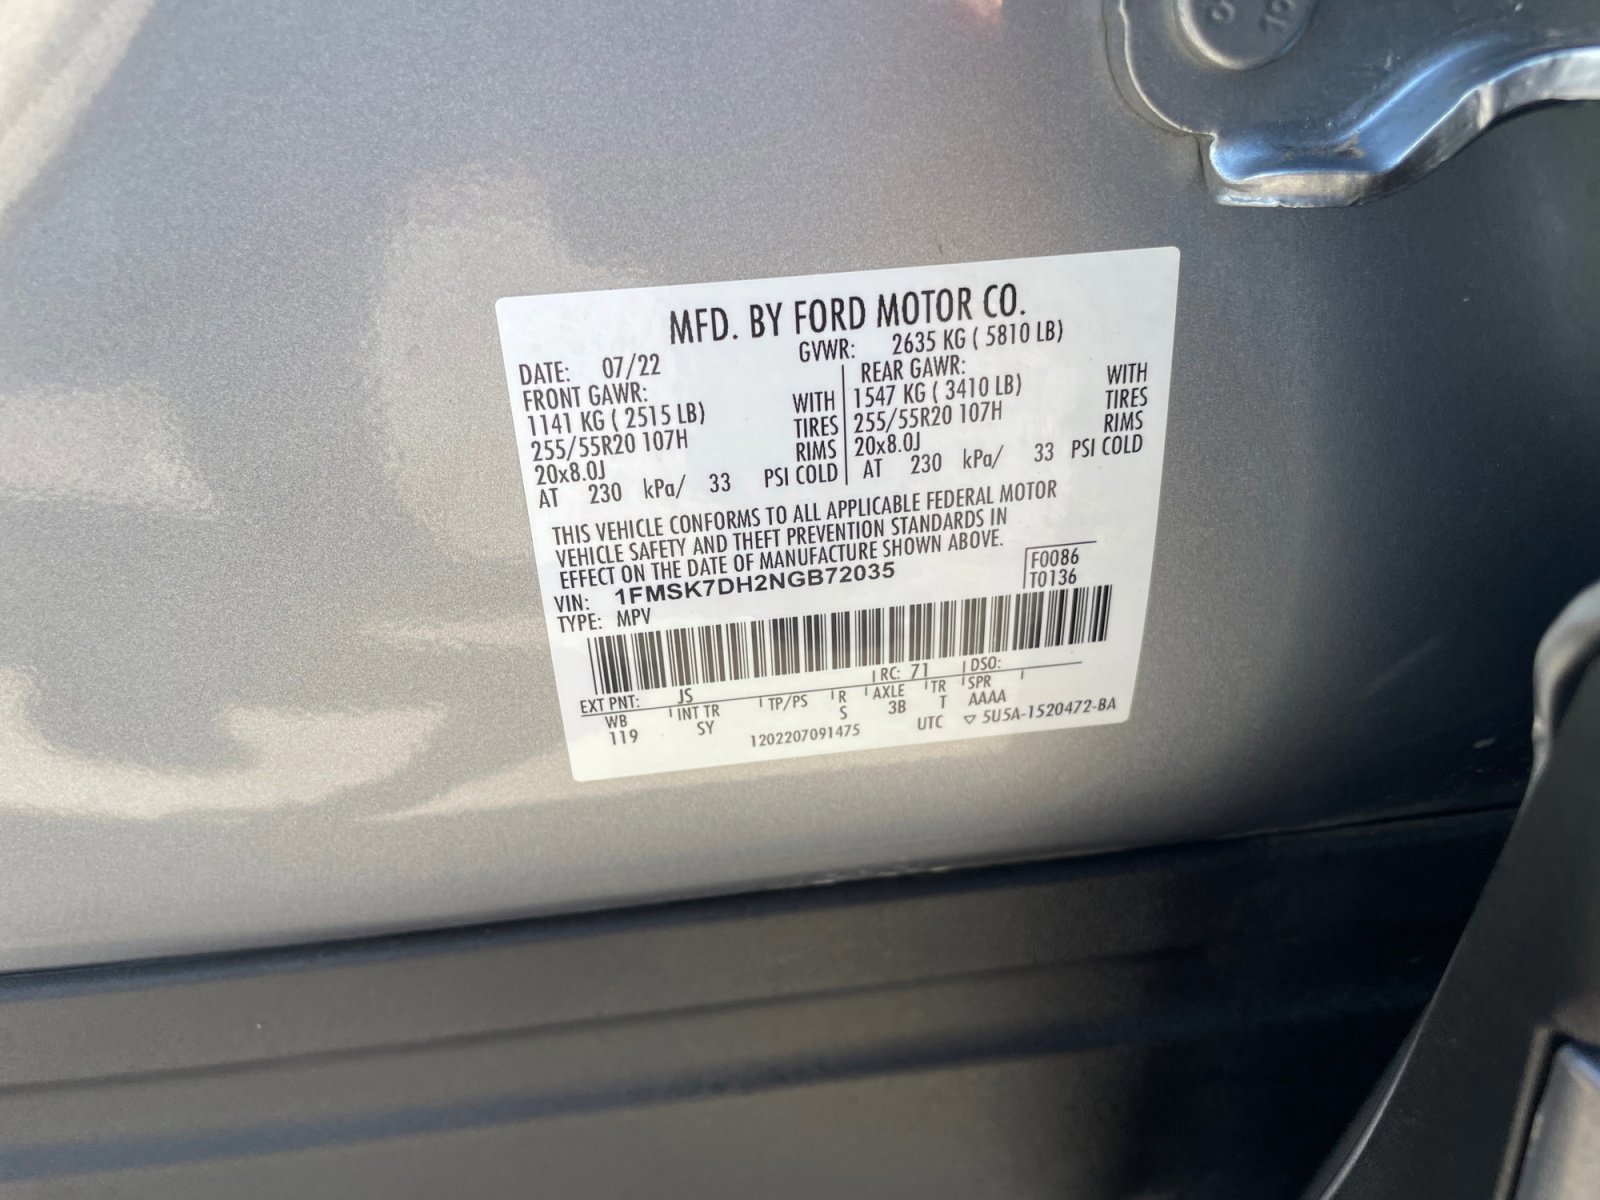 MFD. BY FORD MOTOR CO.
DATE: 07/22 GVWR: 2635 KG ( 5810 LB)
FRONT GAWR: REAR GAWR:
1141 KG ( 2515 LB) WITH 1547 KG ( 3410 LB) WITH
255/55R20 107H TIRES 255/55R20 107H TIRES
20x8.0J RIMS 20x8.0J RIMS
AT 230 kPa/ 33 PSI COLD AT 230 kPa/ 33 PSI COLD
THIS VEHICLE CONFORMS TO ALL APPLICABLE FEDERAL MOTOR
VEHICLE SAFETY AND THEFT PREVENTION STANDARDS IN
EFFECT ON THE DATE OF MANUFACTURE SHOWN ABOVE.
VIN: 1FMSK7DH2NGB72035 F0086
TYPE: MPV T0136
EXT PNT: JS RC: 71 DSO:
WB INT TR TP/PS R AXLE TR SPR
119 SY S 3B T AAAA
1202207091475 UTC ▽ 5U5A-1520472-BA